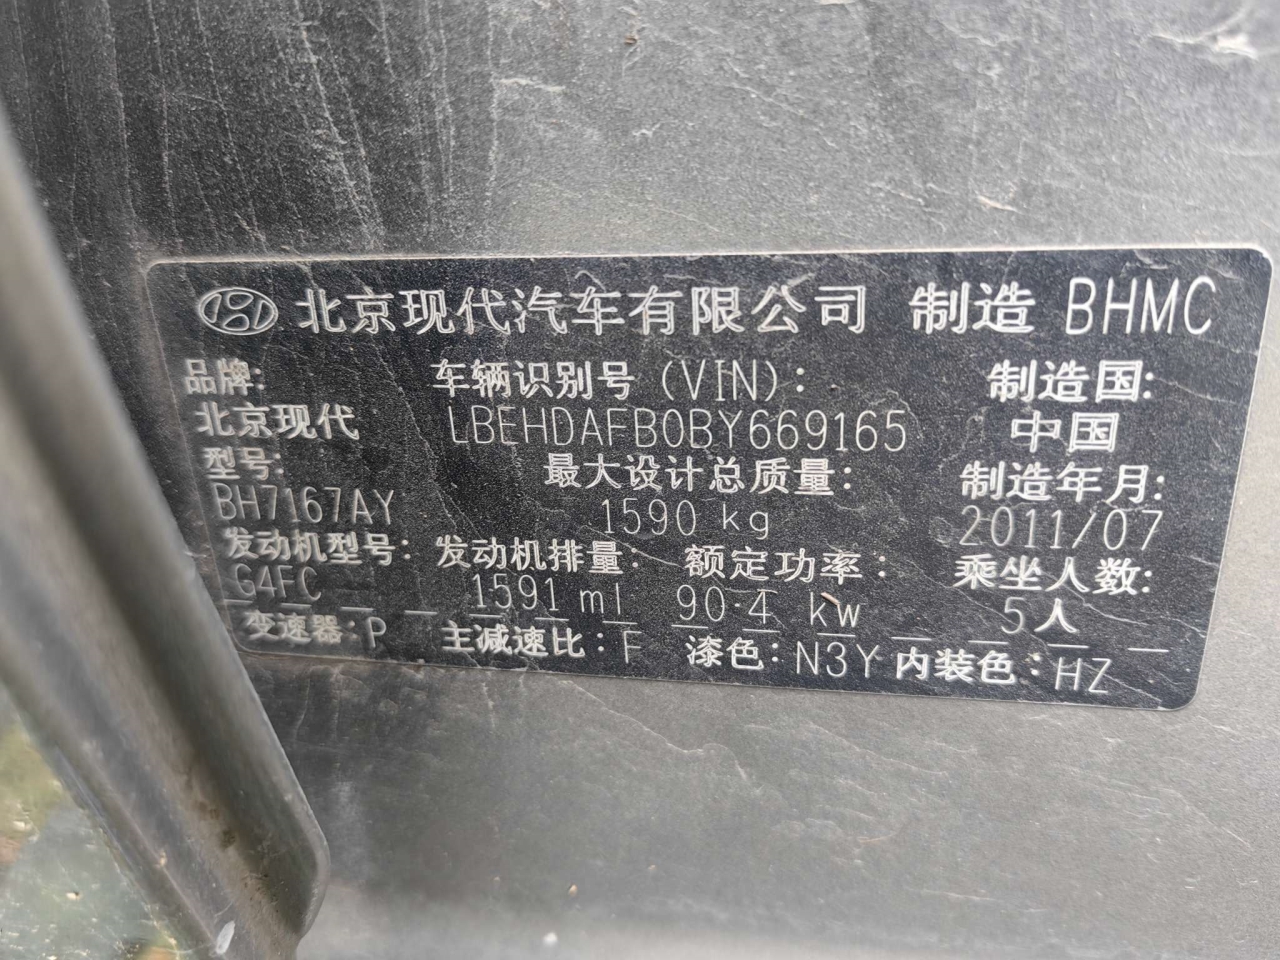 北京现代汽车有限公司 制造 BHMC
品牌: 车辆识别号 (VIN): 制造国:
北京现代 LBEHDAFB0BY669165 中国
型号: 最大设计总质量: 制造年月:
BH7167AY 1590 kg 2011/07
发动机型号: 发动机排量: 额定功率: 乘坐人数:
G4FC 1591 ml 90.4 kw 5人
变速器:P 主减速比:F 漆色:N3Y 内装色:HZ